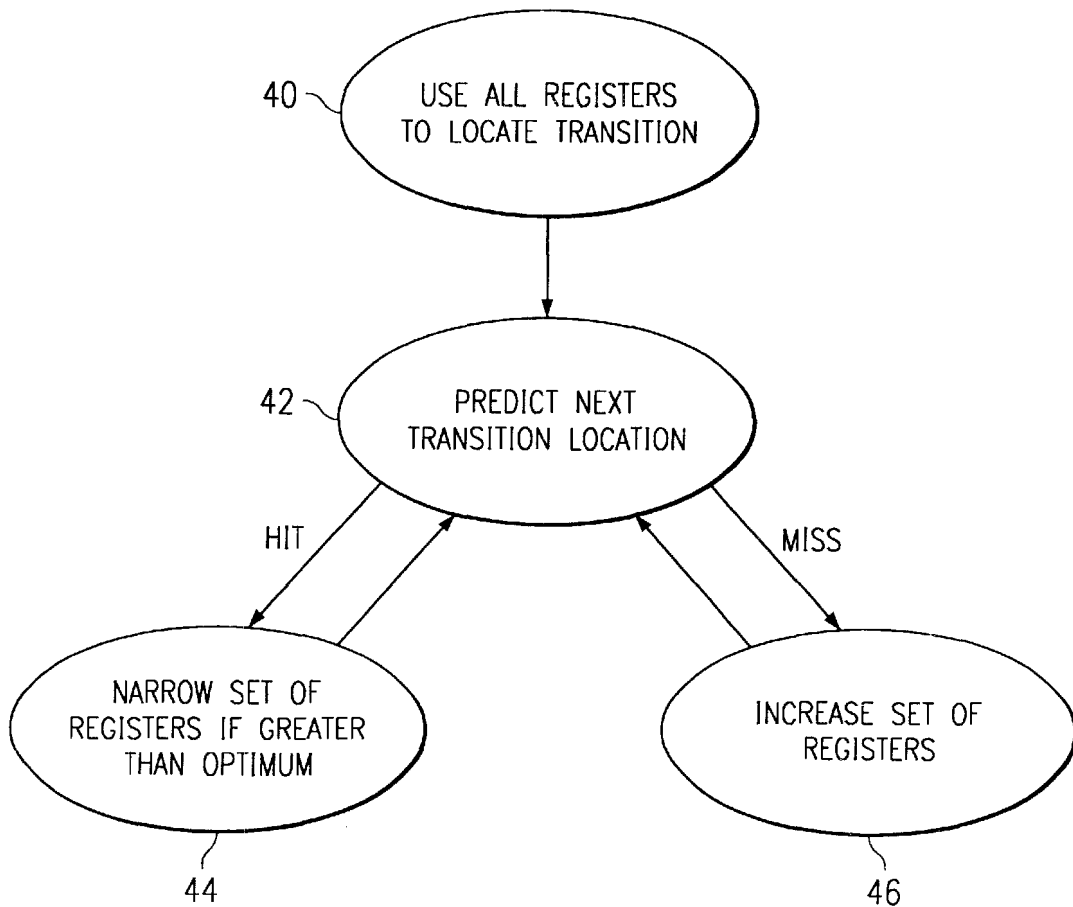 40
USE ALL REGISTERS
TO LOCATE TRANSITION
42
PREDICT NEXT
TRANSITION LOCATION
HIT
MISS
NARROW SET OF
REGISTERS IF GREATER
THAN OPTIMUM
INCREASE SET OF
REGISTERS
44
46